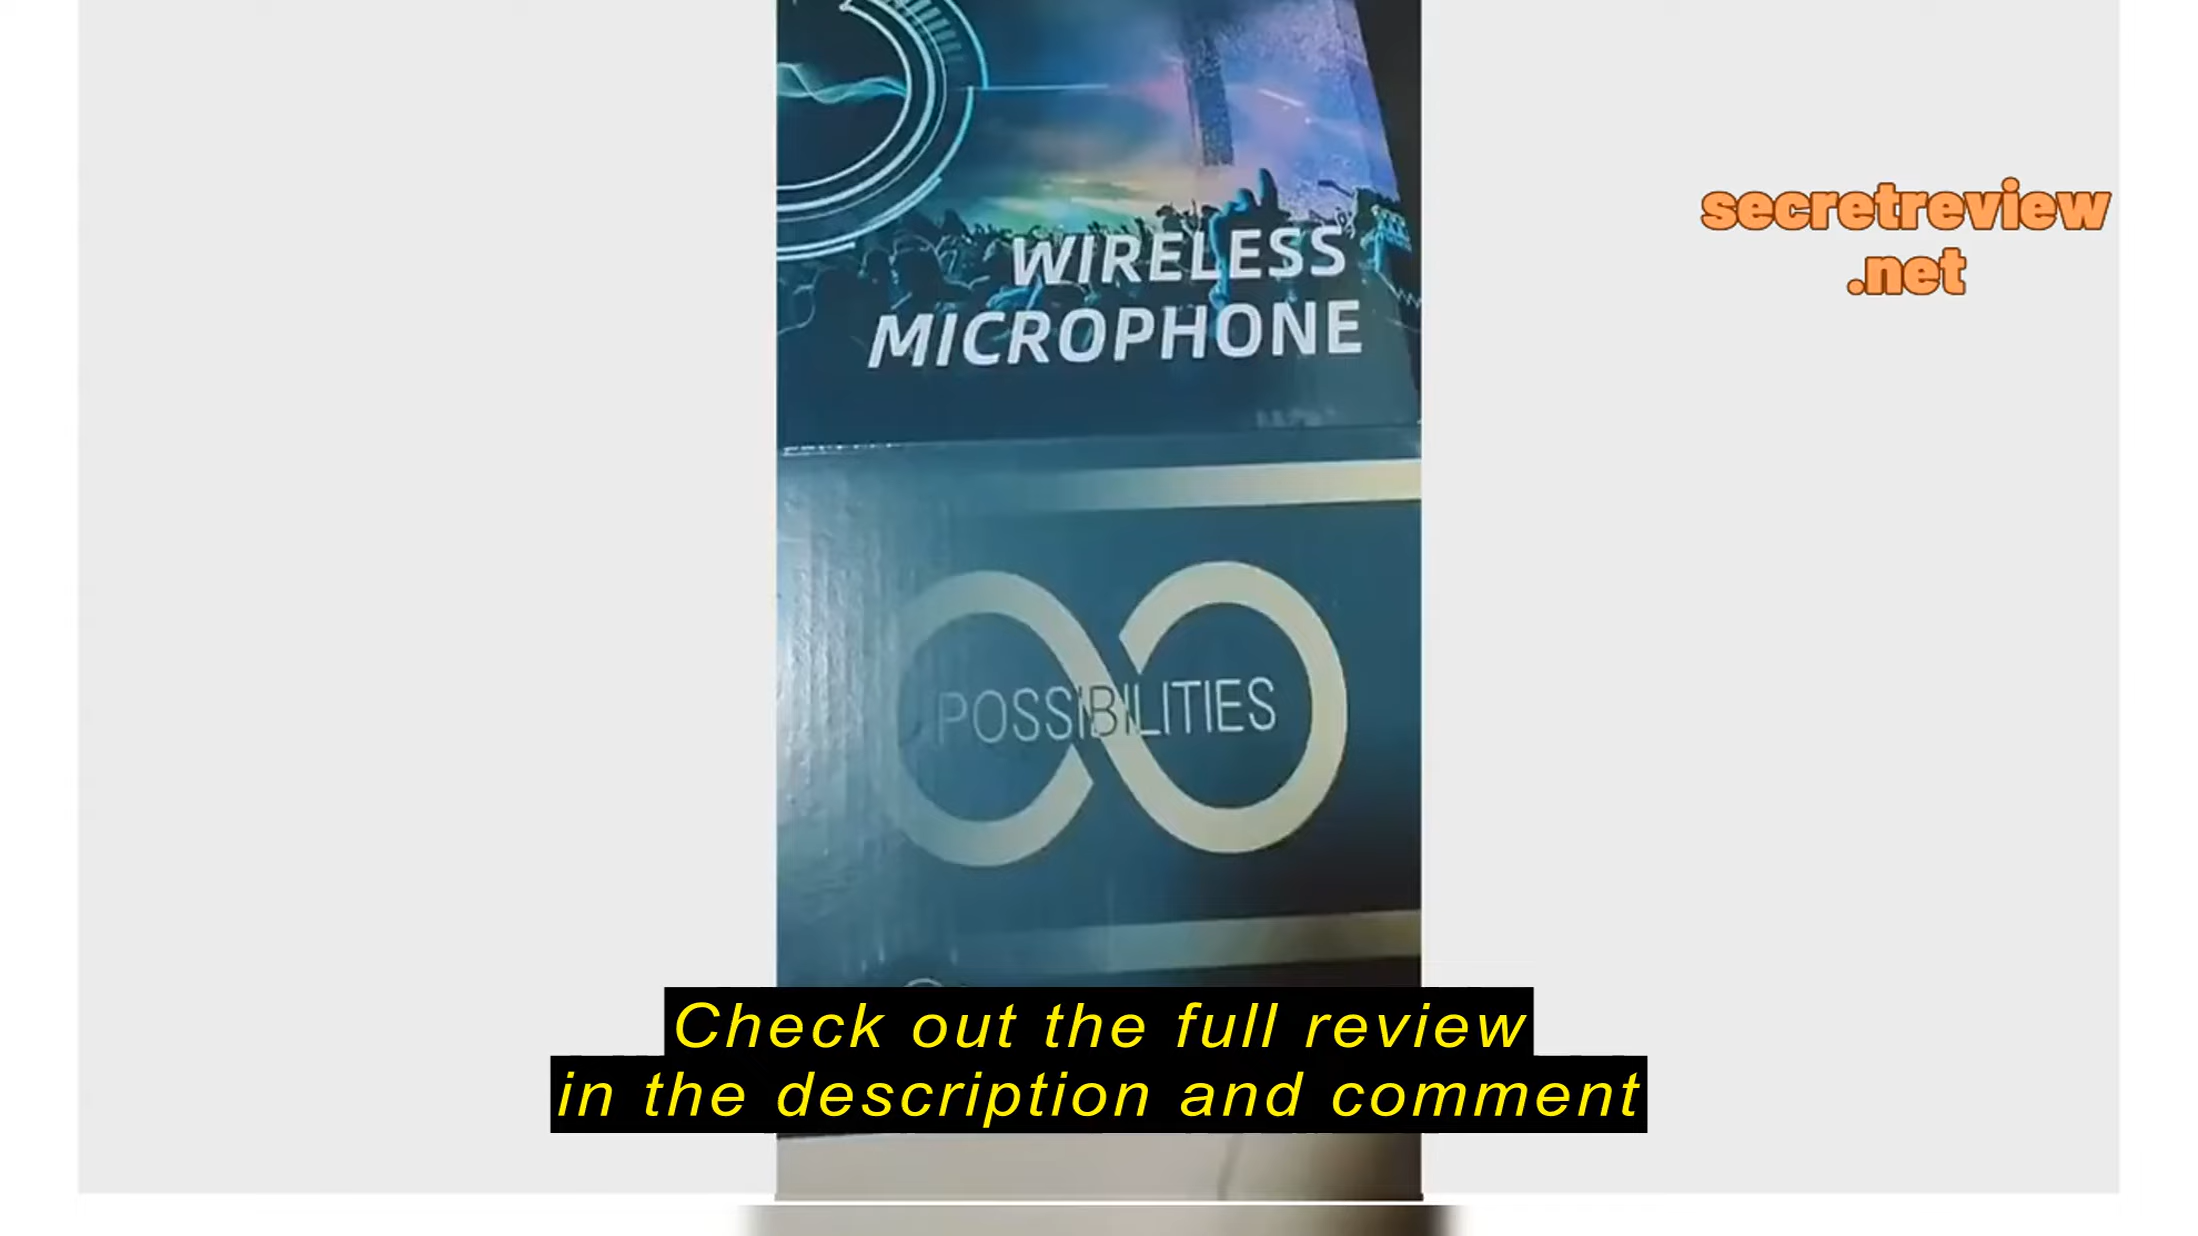 secretreview
.net
WIRELESS
MICROPHONE
POSSIBILITIES
Check out the full review
in the description and comment